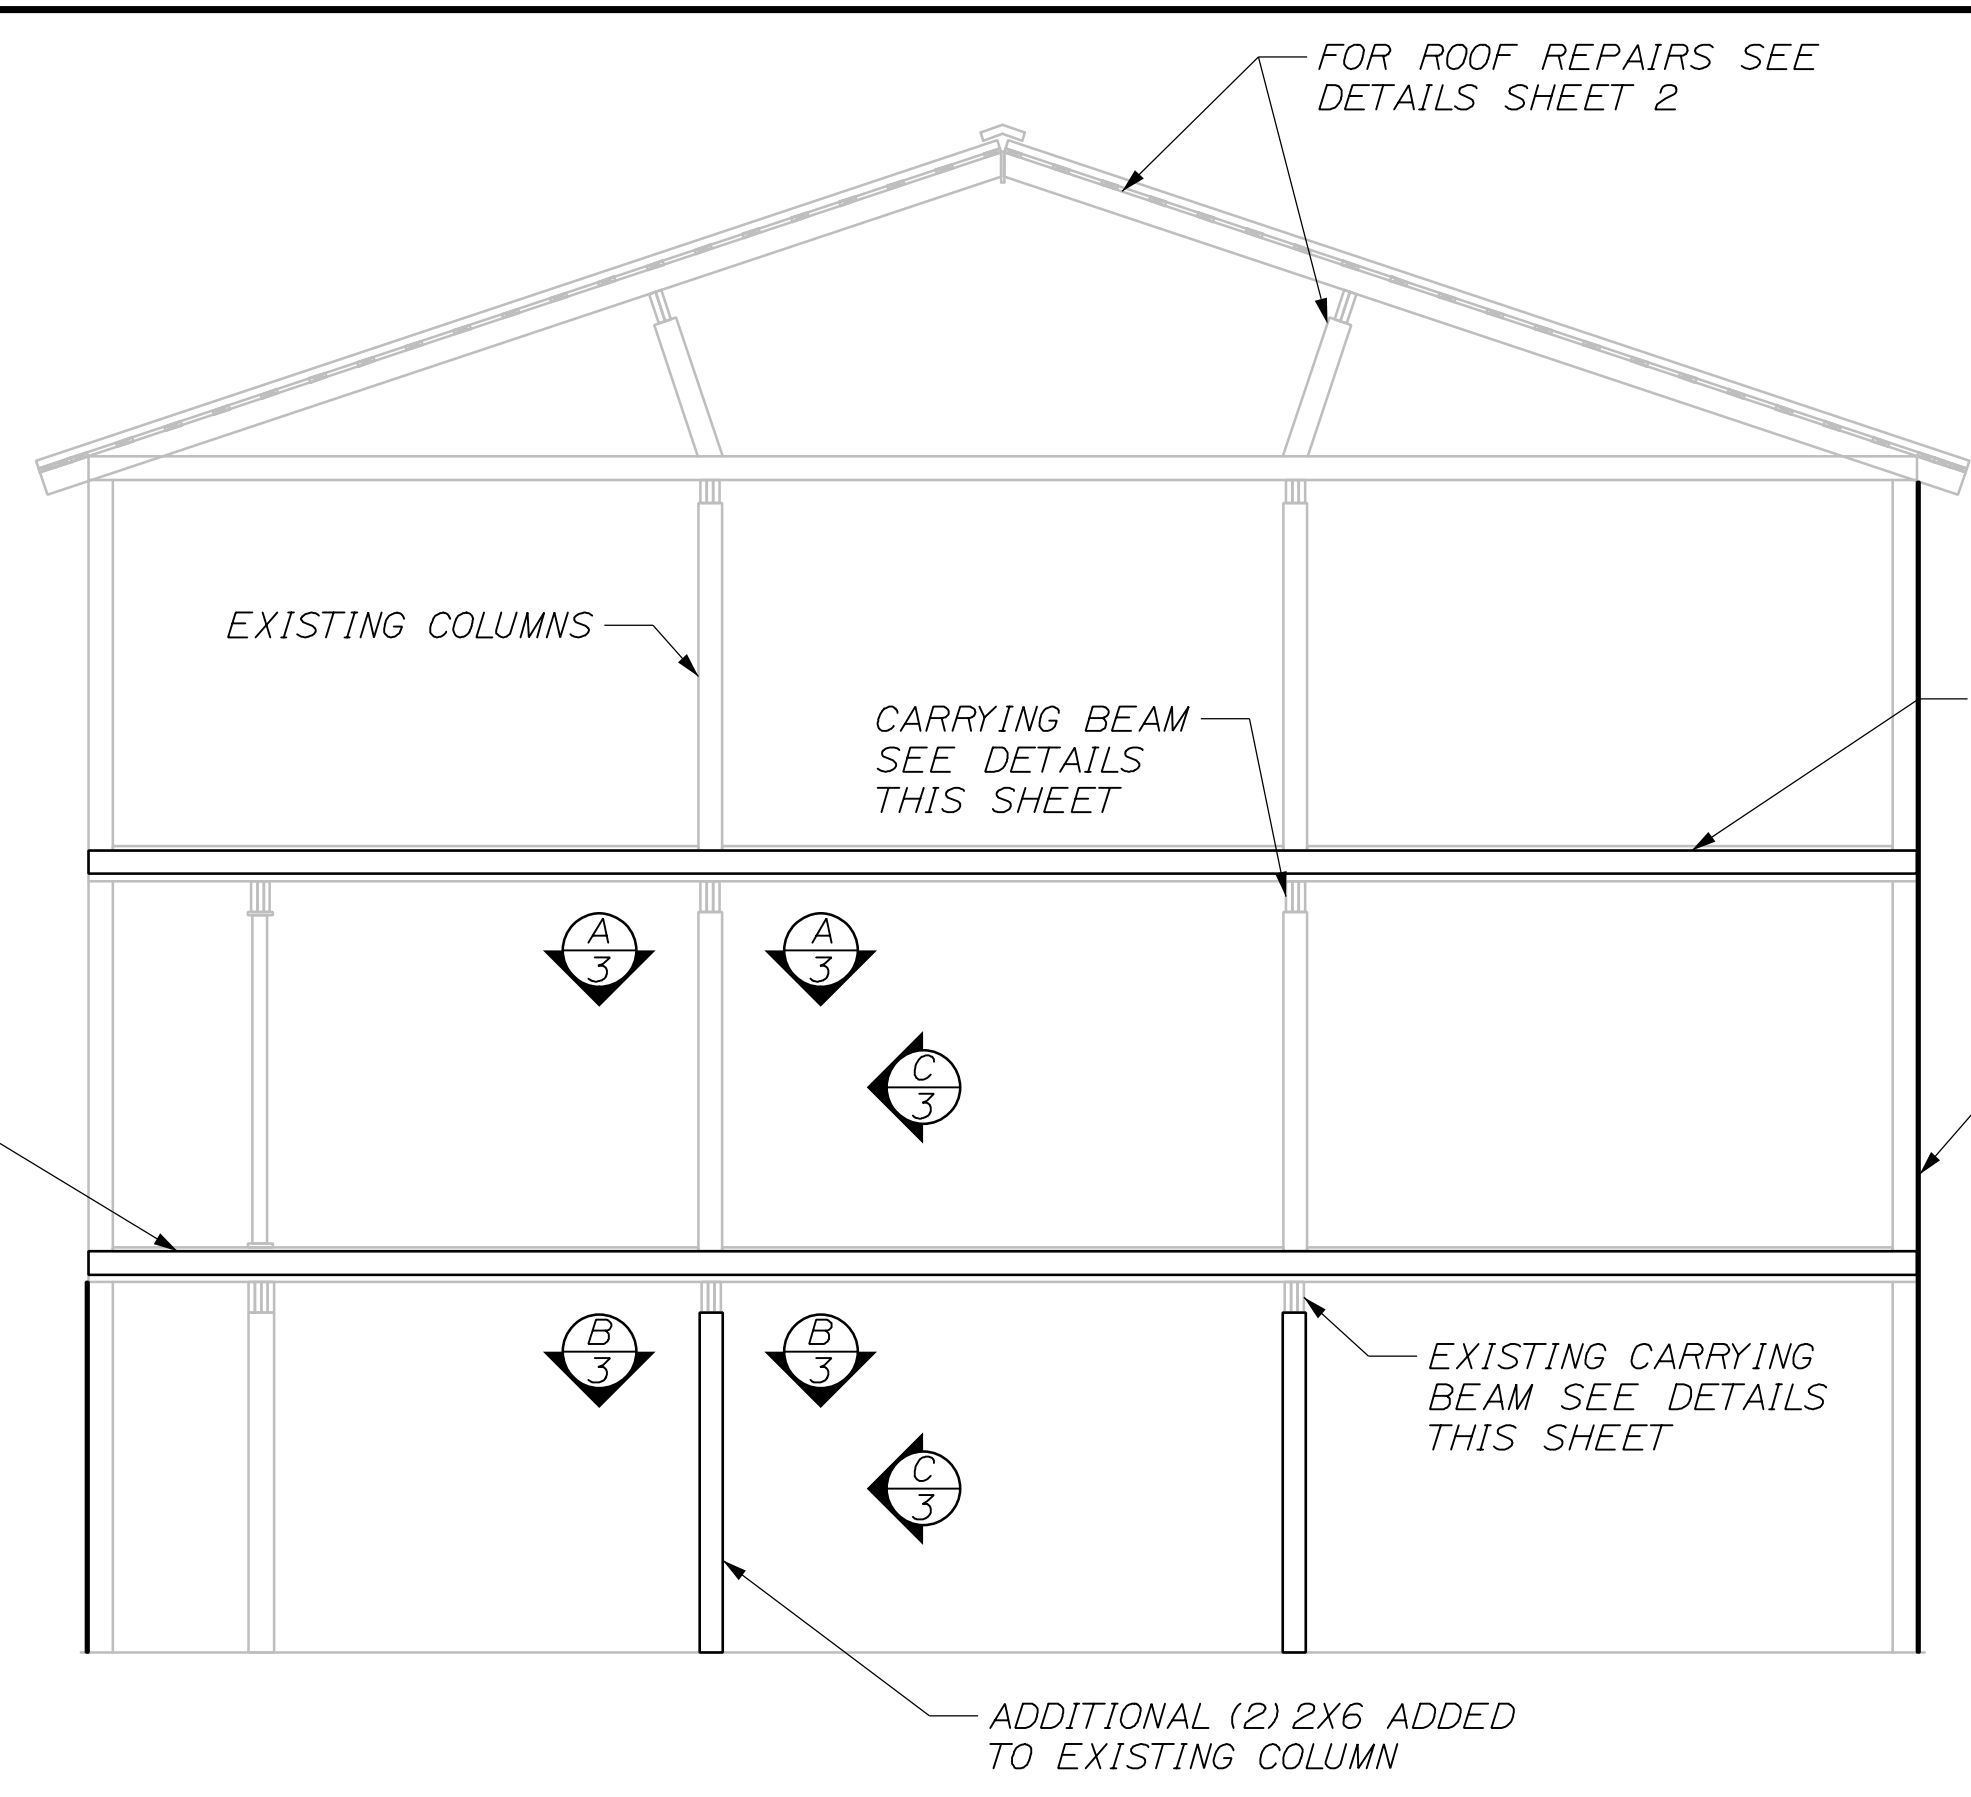 FOR ROOF REPAIRS SEE
DETAILS SHEET 2
EXISTING COLUMNS
CARRYING BEAM
SEE DETAILS
THIS SHEET
A
3
A
3
C
3
B
3
B
3
EXISTING CARRYING
BEAM SEE DETAILS
THIS SHEET
C
3
ADDITIONAL (2) 2X6 ADDED
TO EXISTING COLUMN